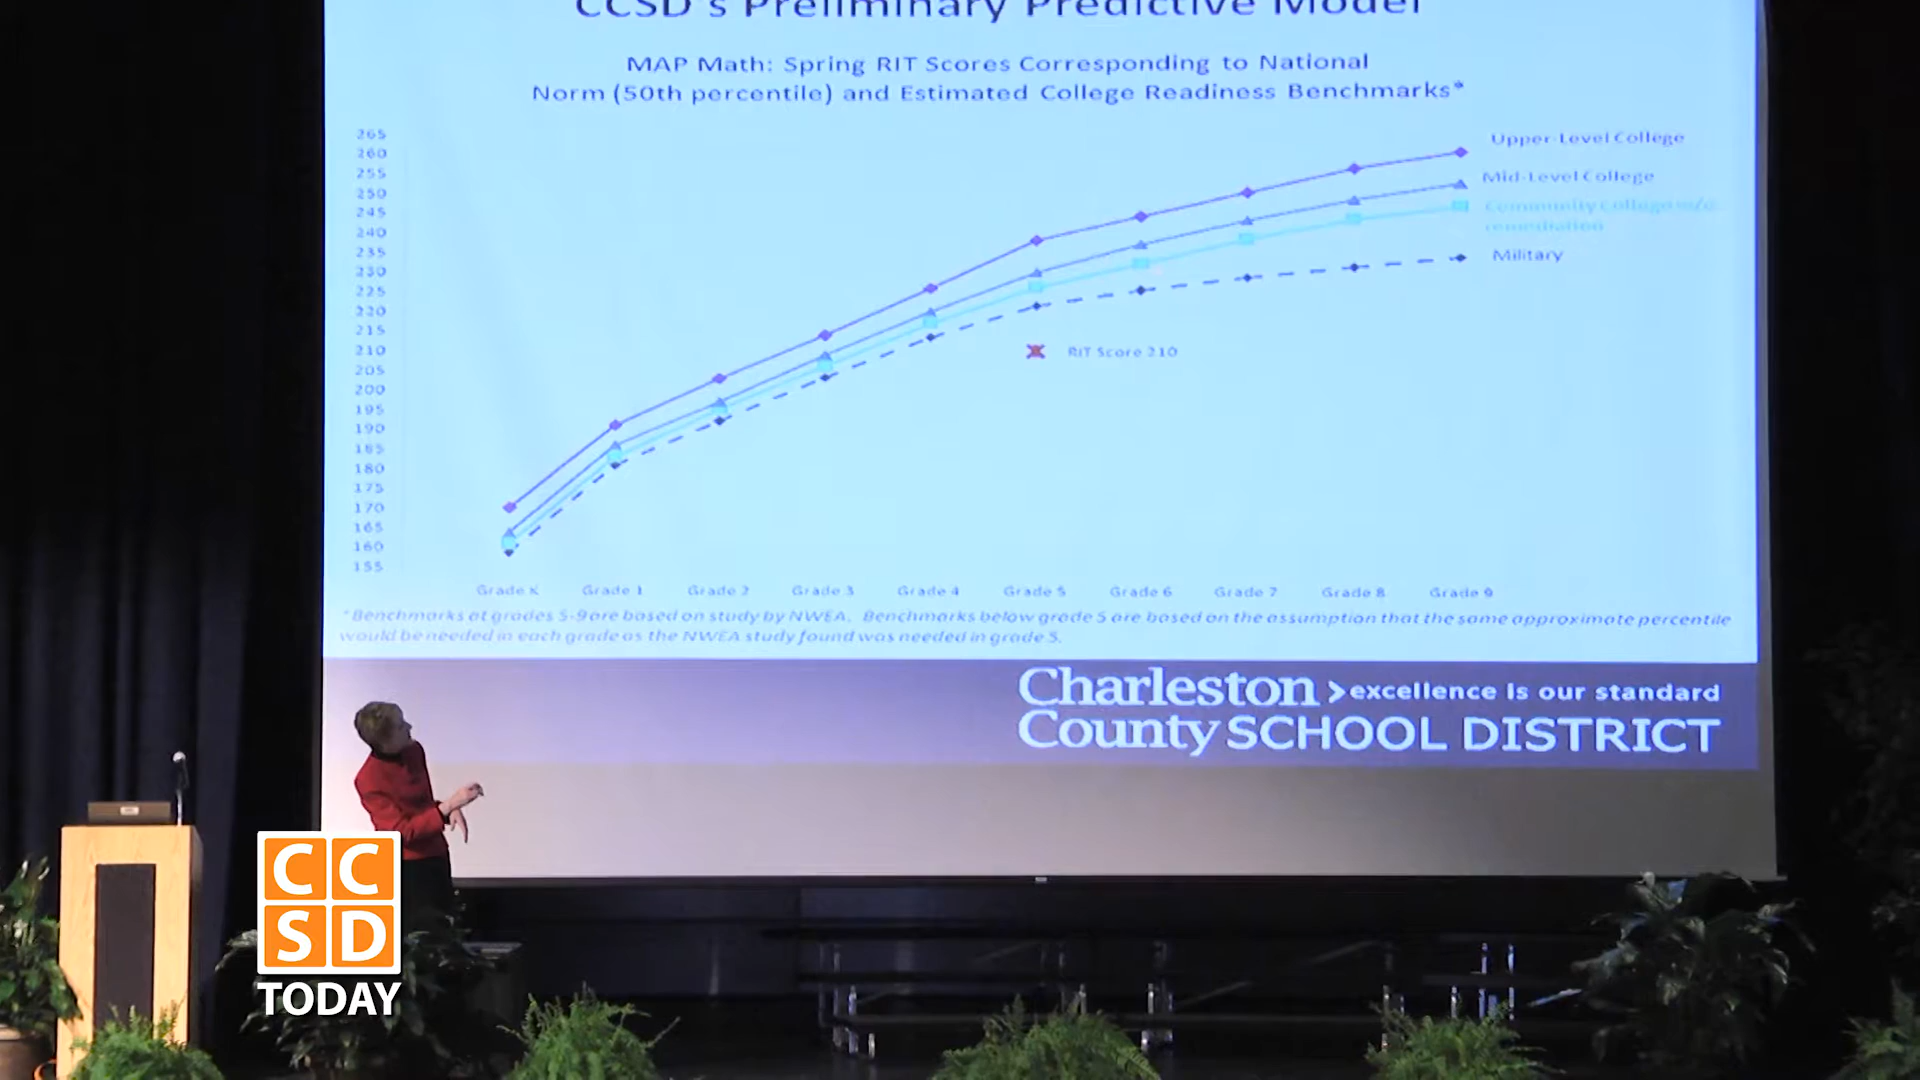 CCSD's Preliminary Predictive Model
MAP Math: Spring RIT Scores Corresponding to National
Norm (50th percentile) and Estimated College Readiness Benchmarks*
265
260
255
250
245
240
235
230
225
220
215
210
205
200
195
190
185
180
175
170
165
160
155
Upper-Level College
Mid-Level College
Community College w/o
remediation
Military
RIT Score 210
Grade K Grade 1 Grade 2 Grade 3 Grade 4 Grade 5 Grade 6 Grade 7 Grade 8 Grade 9
*Benchmarks at grades 5-9 are based on study by NWEA. Benchmarks below grade 5 are based on the assumption that the same approximate percentile
would be needed in each grade as the NWEA study found was needed in grade 5.
Charleston >excellence is our standard
County SCHOOL DISTRICT
CC
SD
TODAY